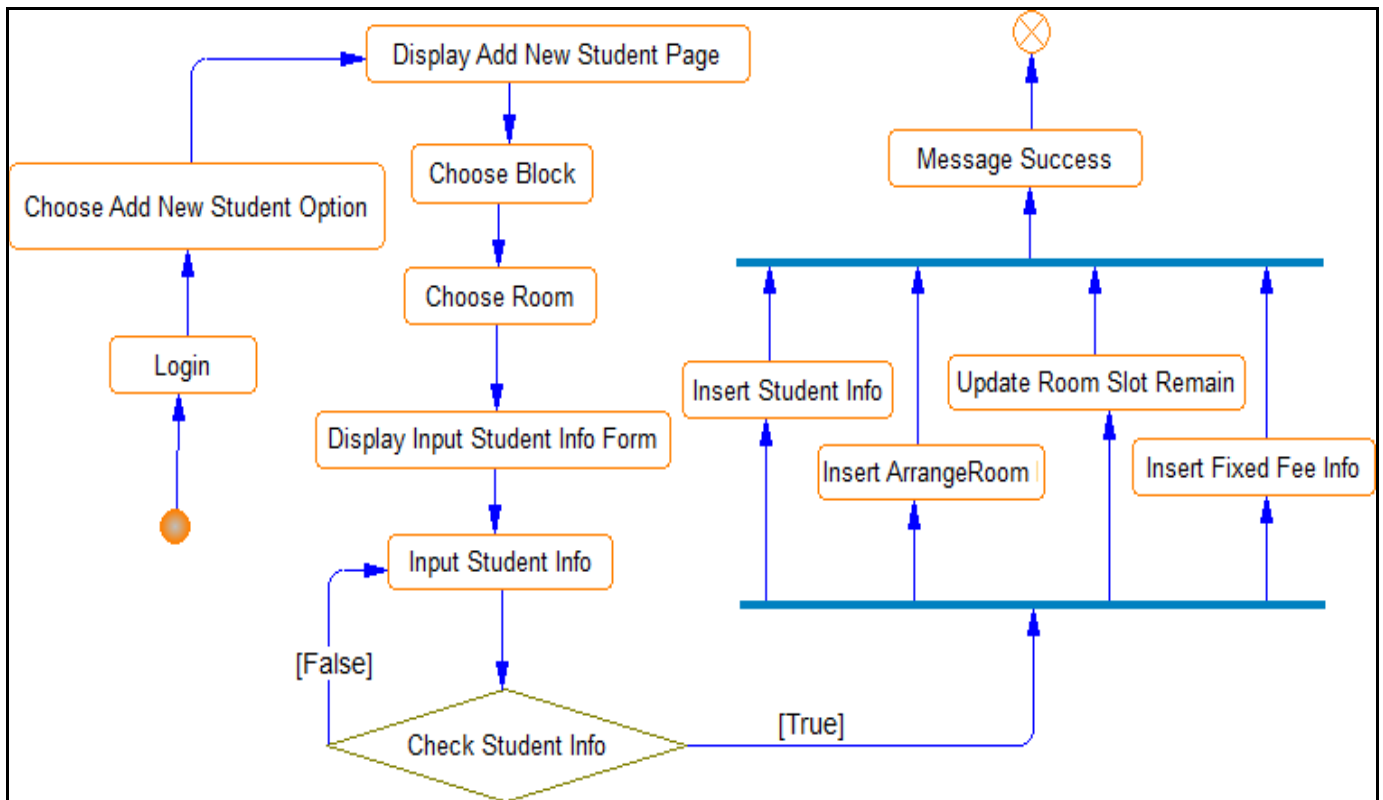 Display Add New Student Page
Message Success
Choose Block
Choose Add New Student Option
Choose Room
Login
Insert Student Info
Update Room Slot Remain
Display Input Student Info Form
Insert ArrangeRoom
Insert Fixed Fee Info
Input Student Info
[False]
[True]
Check Student Info